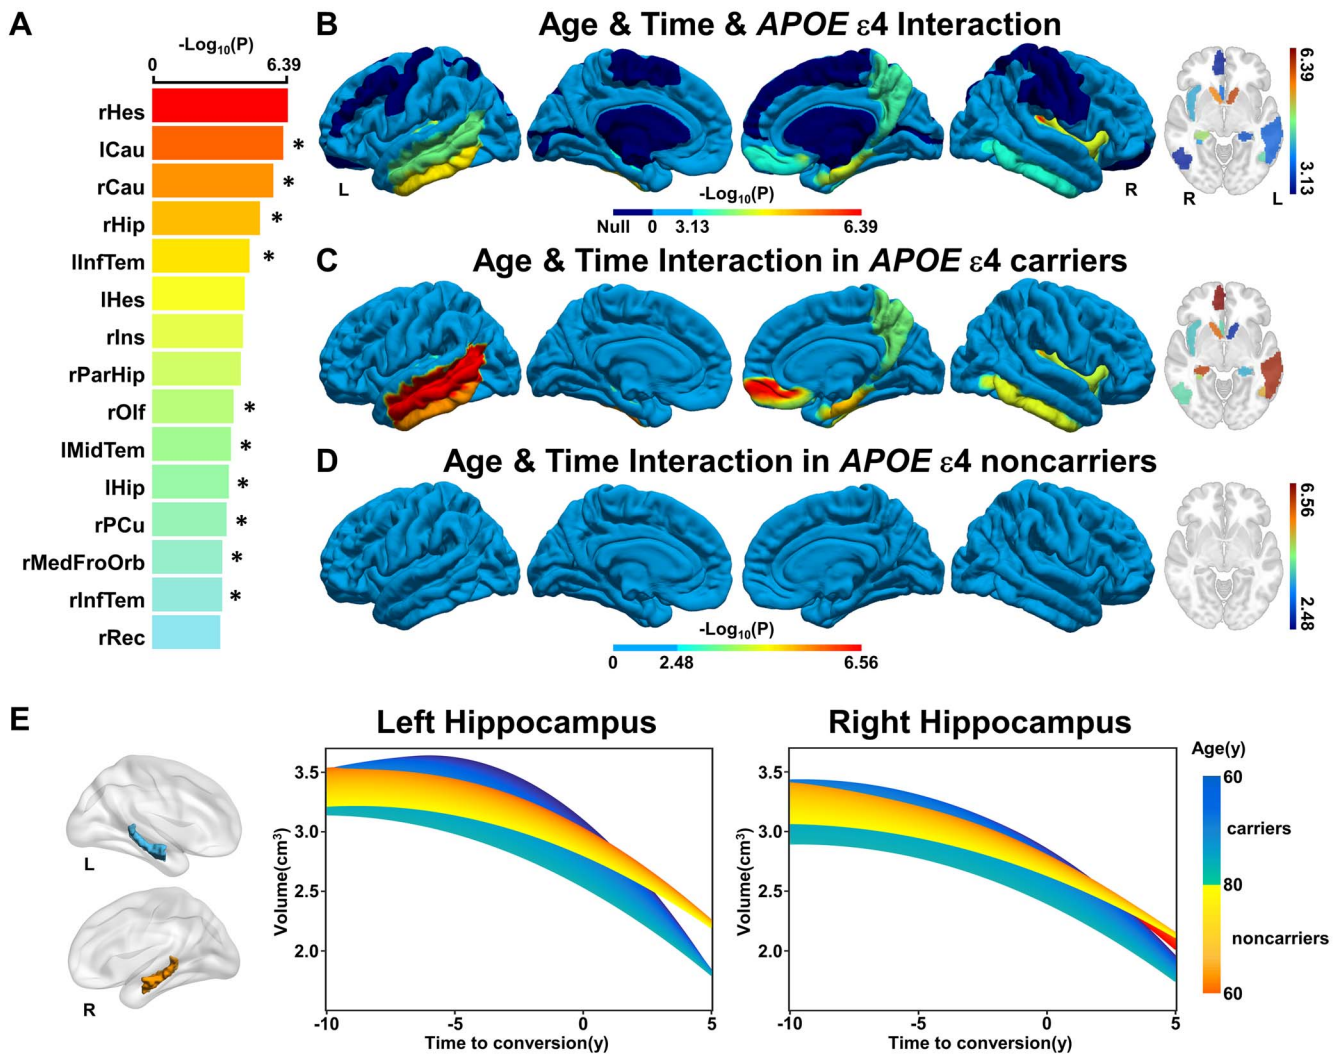 A
-Log10(P)
0 6.39
rHes
lCau *
rCau *
rHip *
lInfTem *
lHes
rIns
rParHip
rOlf *
lMidTem *
lHip *
rPCu *
rMedFroOrb *
rInfTem *
rRec
B Age & Time & APOE ε4 Interaction
L R
-Log10(P)
Null 0 3.13 6.39
R L
6.39
3.13
C Age & Time Interaction in APOE ε4 carriers
D Age & Time Interaction in APOE ε4 noncarriers
-Log10(P)
0 2.48 6.56
6.56
2.48
E
L
R
Left Hippocampus
Volume(cm3)
3.5
3.0
2.5
2.0
-10 -5 0 5
Time to conversion(y)
Right Hippocampus
Volume(cm3)
3.5
3.0
2.5
2.0
-10 -5 0 5
Time to conversion(y)
Age(y)
60
carriers
80
noncarriers
60